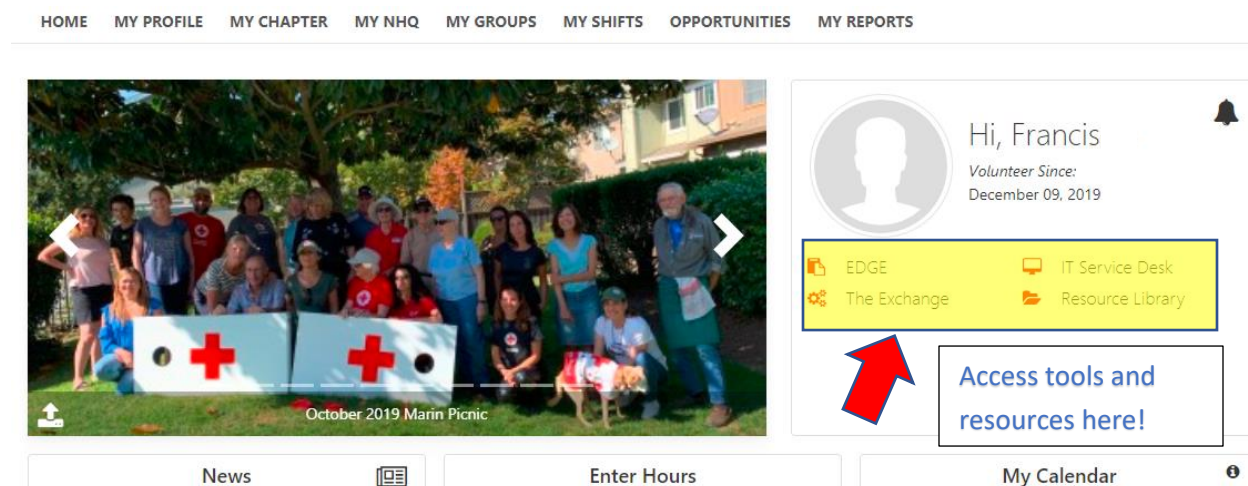 HOME MY PROFILE MY CHAPTER MY NHQ MY GROUPS MY SHIFTS OPPORTUNITIES MY REPORTS
Hi, Francis
Volunteer Since:
December 09, 2019
EDGE IT Service Desk
The Exchange Resource Library
Access tools and
resources here!
October 2019 Marin Picnic
News Enter Hours My Calendar